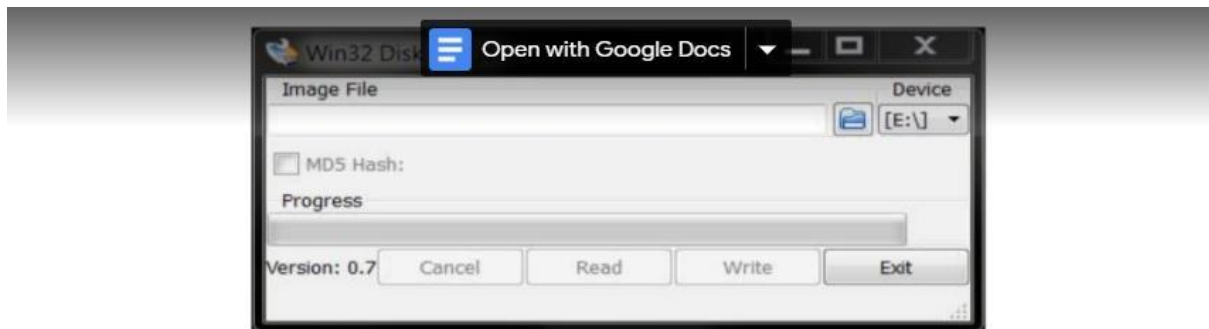 Win32 Disk
Open with Google Docs
Image File
Device
[E:\]
MD5 Hash:
Progress
Version: 0.7
Cancel
Read
Write
Exit